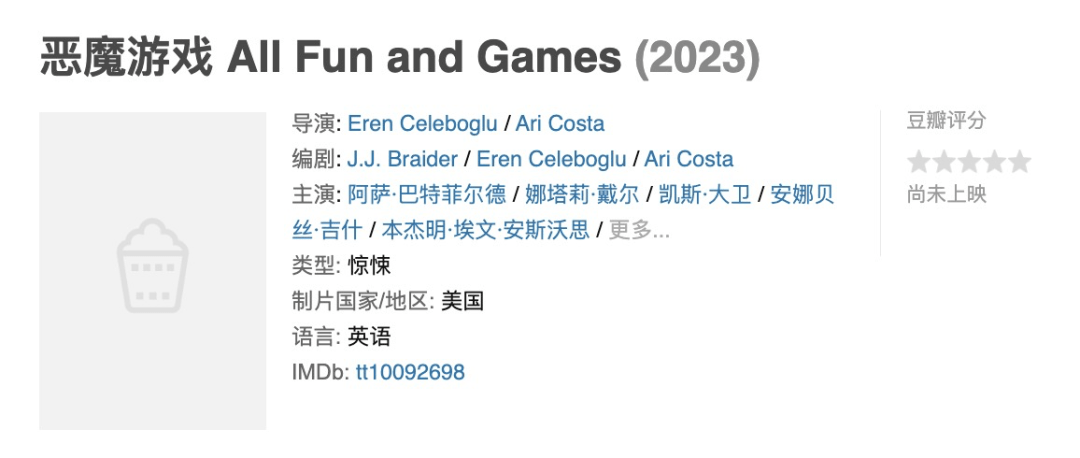 恶魔游戏 All Fun and Games (2023)
导演: Eren Celeboglu / Ari Costa
编剧: J.J. Braider / Eren Celeboglu / Ari Costa
主演: 阿萨·巴特菲尔德 / 娜塔莉·戴尔 / 凯斯·大卫 / 安娜贝
丝·吉什 / 本杰明·埃文·安斯沃思 / 更多...
类型: 惊悚
制片国家/地区: 美国
语言: 英语
IMDb: tt10092698
豆瓣评分
尚未上映